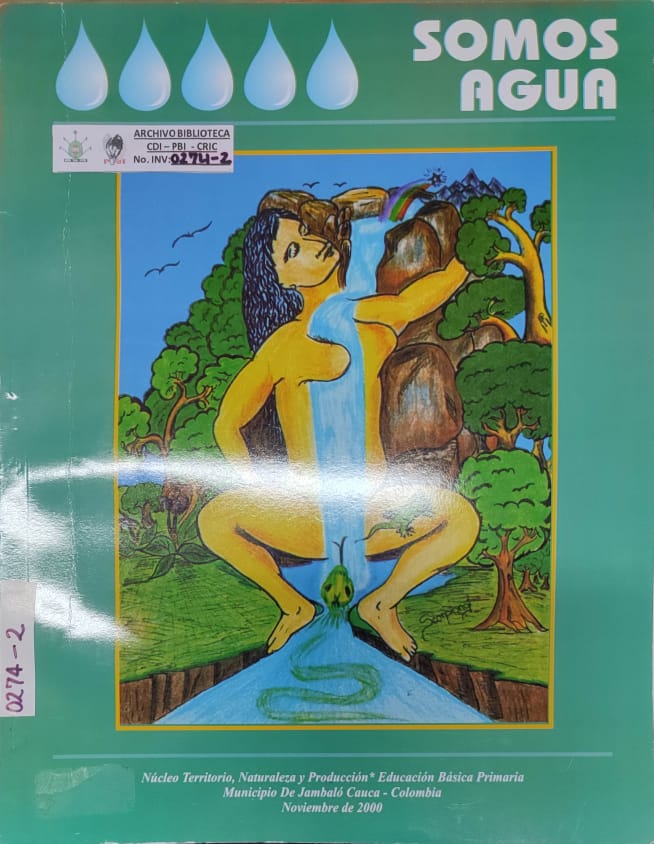 SOMOS
AGUA
ARCHIVO BIBLIOTECA
CDI – PBI - CRIC
No. INV: 0274-2
0274-2
Núcleo Territorio, Naturaleza y Producción* Educación Básica Primaria
Municipio De Jambaló Cauca - Colombia
Noviembre de 2000